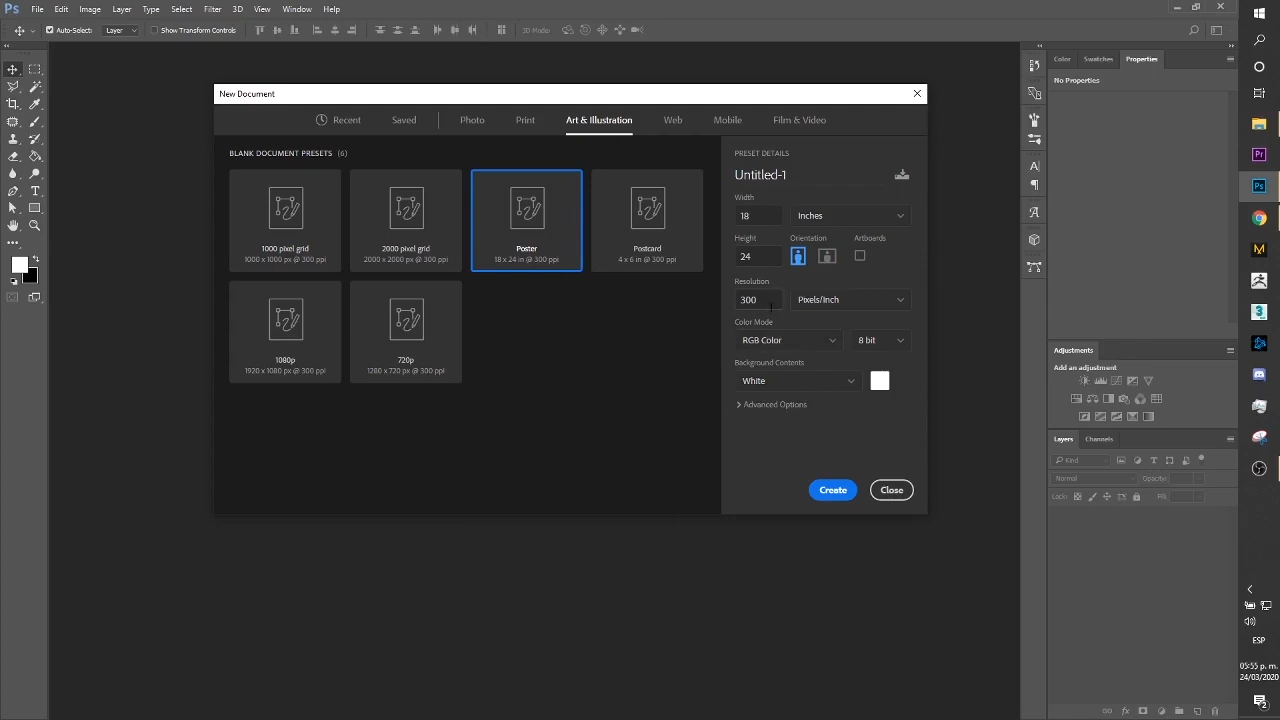 Ps File Edit Image Layer Type Select Filter 3D View Window Help
Auto-Select: Layer Show Transform Controls 3D Mode:
New Document
Recent Saved Photo Print Art & Illustration Web Mobile Film & Video
BLANK DOCUMENT PRESETS (6)
1000 pixel grid
1000 x 1000 px @ 300 ppi
2000 pixel grid
2000 x 2000 px @ 300 ppi
Poster
18 x 24 in @ 300 ppi
Postcard
4 x 6 in @ 300 ppi
1080p
1920 x 1080 px @ 300 ppi
720p
1280 x 720 px @ 300 ppi
PRESET DETAILS
Untitled-1
Width
18 Inches
Height Orientation Artboards
24
Resolution
300 Pixels/Inch
Color Mode
RGB Color 8 bit
Background Contents
White
Advanced Options
Create Close
Color Swatches Properties
No Properties
Adjustments
Add an adjustment
Layers Channels
Kind
Normal Opacity:
Lock: Fill:
Pr
Ps
M
3
ESP
05:55 p. m.
24/03/2020
2